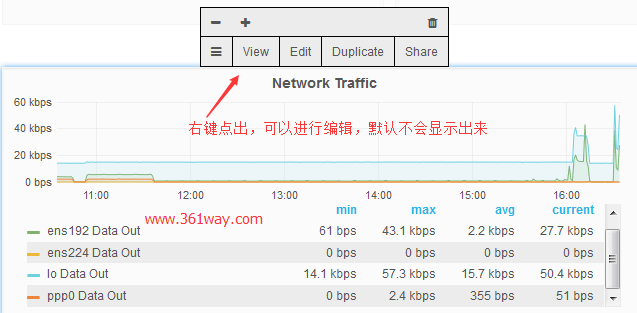 View Edit Duplicate Share
Network Traffic
60 kbps
40 kbps
20 kbps
0 bps
11:00 12:00 13:00 14:00 15:00 16:00
右键点出，可以进行编辑，默认不会显示出来
www.361way.com
min max avg current
ens192 Data Out 61 bps 43.1 kbps 2.2 kbps 27.7 kbps
ens224 Data Out 0 bps 0 bps 0 bps 0 bps
lo Data Out 14.1 kbps 57.3 kbps 15.7 kbps 50.4 kbps
ppp0 Data Out 0 bps 2.4 kbps 355 bps 51 bps